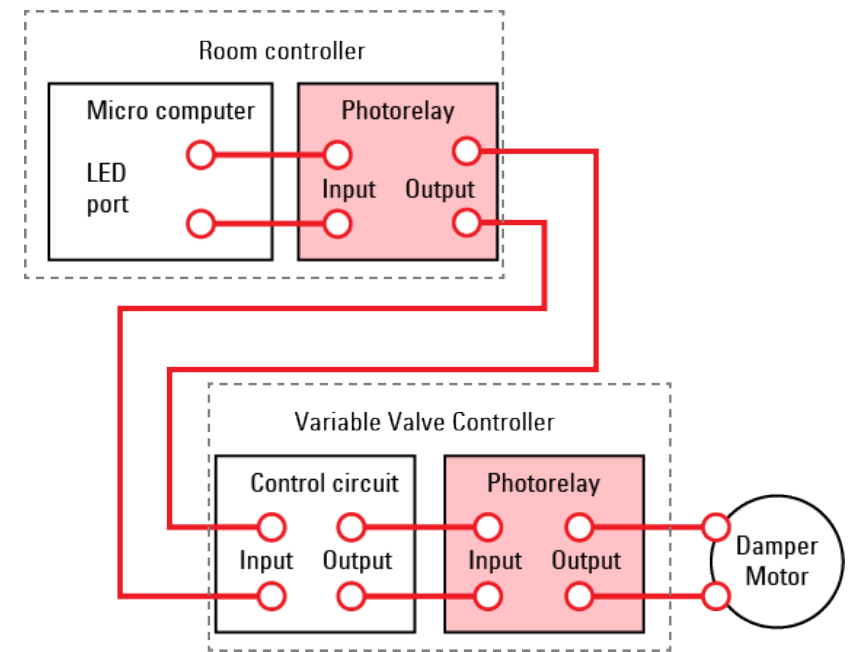 Room controller
Micro computer
LED
port
Photorelay
Input Output
Variable Valve Controller
Control circuit
Input Output
Photorelay
Input Output
Damper
Motor